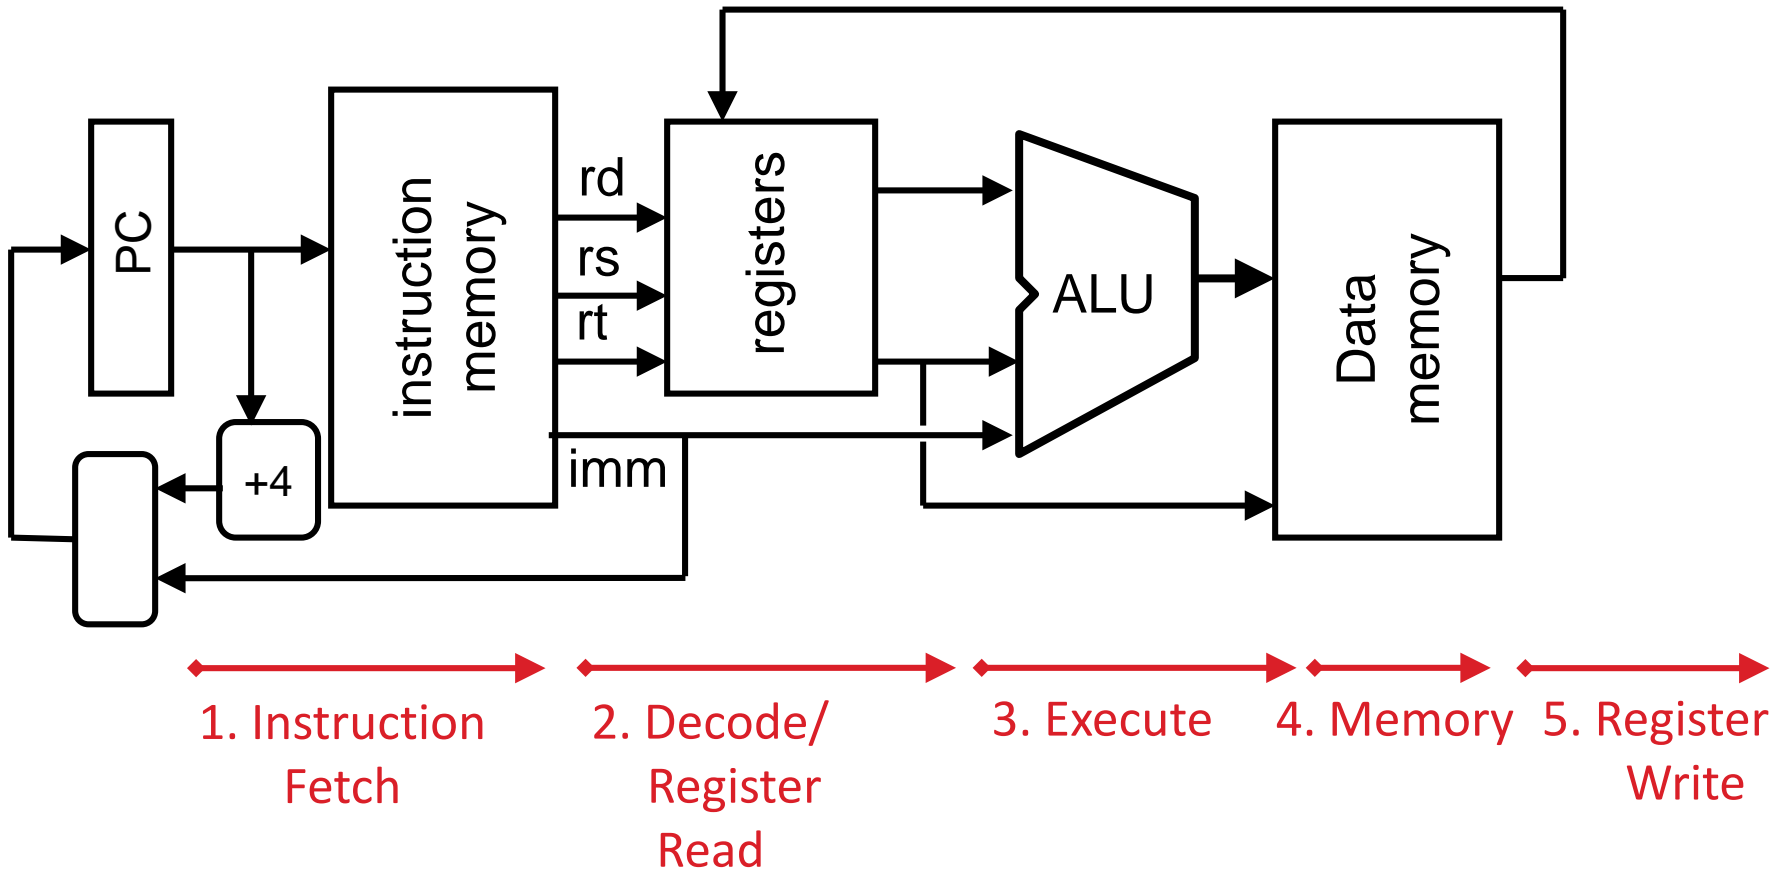 PC
+4
instruction
memory
rd
rs
rt
imm
registers
ALU
Data
memory
1. Instruction
Fetch
2. Decode/
Register
Read
3. Execute
4. Memory
5. Register
Write